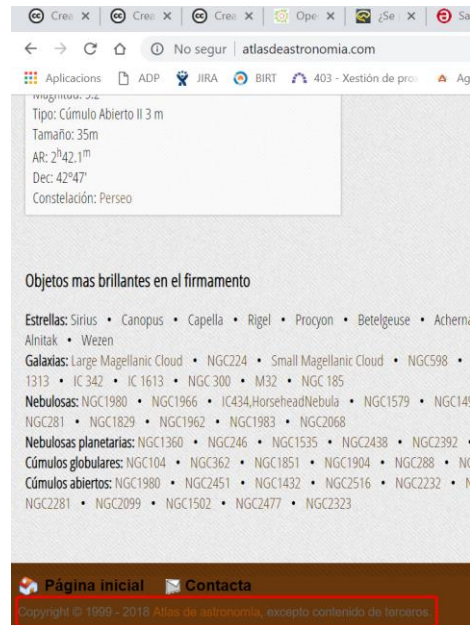 Crea
Crea
Crea
Ope
¿Se
Sa
No segur | atlasdeastronomia.com
Aplicacions ADP JIRA BIRT 403 - Xestión de pro
Magnitud: 5.2
Tipo: Cúmulo Abierto II 3 m
Tamaño: 35m
AR: 2h42.1m
Dec: 42º47'
Constelación: Perseo
Objetos mas brillantes en el firmamento
Estrellas: Sirius • Canopus • Capella • Rigel • Procyon • Betelgeuse • Acherna
Alnitak • Wezen
Galaxias: Large Magellanic Cloud • NGC224 • Small Magellanic Cloud • NGC598 •
1313 • IC 342 • IC 1613 • NGC 300 • M32 • NGC 185
Nebulosas: NGC1980 • NGC1966 • IC434,HorseheadNebula • NGC1579 • NGC149
NGC281 • NGC1829 • NGC1962 • NGC1983 • NGC2068
Nebulosas planetarias: NGC1360 • NGC246 • NGC1535 • NGC2438 • NGC2392 •
Cúmulos globulares: NGC104 • NGC362 • NGC1851 • NGC1904 • NGC288 • NG
Cúmulos abiertos: NGC1980 • NGC2451 • NGC1432 • NGC2516 • NGC2232 • N
NGC2281 • NGC2099 • NGC1502 • NGC2477 • NGC2323
Página inicial Contacta
Copyright © 1999 - 2018 Atlas de astronomia, excepto contenido de terceros.